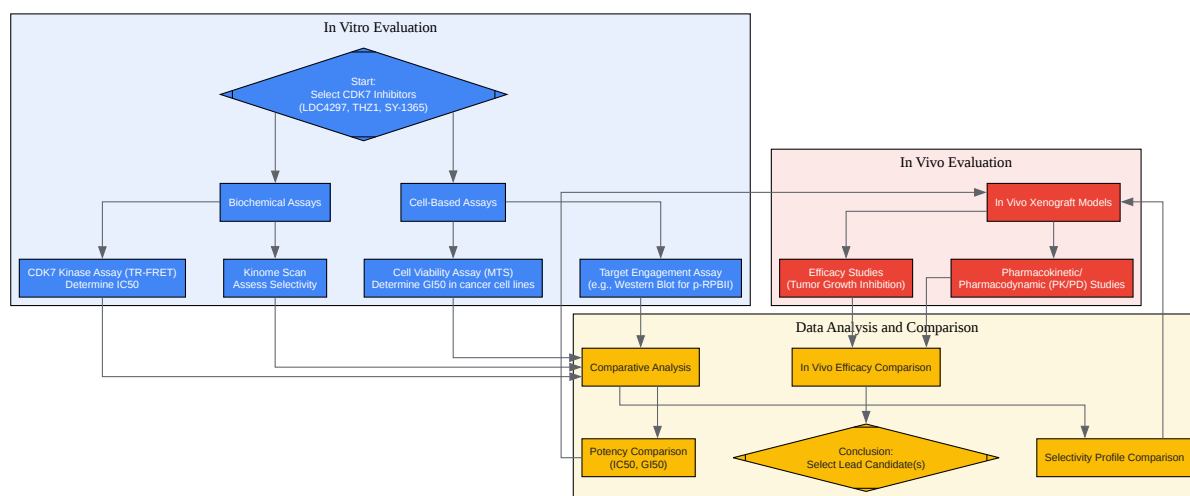 In Vitro Evaluation
Start:
Select CDK7 Inhibitors
(LDC4297, THZ1, SY-1365)
In Vivo Evaluation
Biochemical Assays
Cell-Based Assays
In Vivo Xenograft Models
CDK7 Kinase Assay (TR-FRET)
Determine IC50
Kinome Scan
Assess Selectivity
Cell Viability Assay (MTS)
Determine GI50 in cancer cell lines
Target Engagement Assay
(e.g., Western Blot for p-RPBII)
Efficacy Studies
(Tumor Growth Inhibition)
Pharmacokinetic/
Pharmacodynamic (PK/PD) Studies
Data Analysis and Comparison
Comparative Analysis
In Vivo Efficacy Comparison
Potency Comparison
(IC50, GI50)
Conclusion:
Select Lead Candidate(s)
Selectivity Profile Comparison